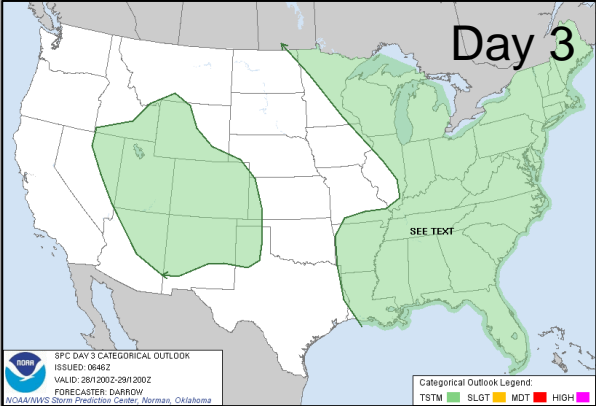 Day 3
SEE TEXT
NOAA
SPC DAY 3 CATEGORICAL OUTLOOK
ISSUED: 0646Z
VALID: 28/1200Z-29/1200Z
FORECASTER: DARROW
NOAA/NWS Storm Prediction Center, Norman, Oklahoma
Categorical Outlook Legend:
TSTM SLGT MDT HIGH